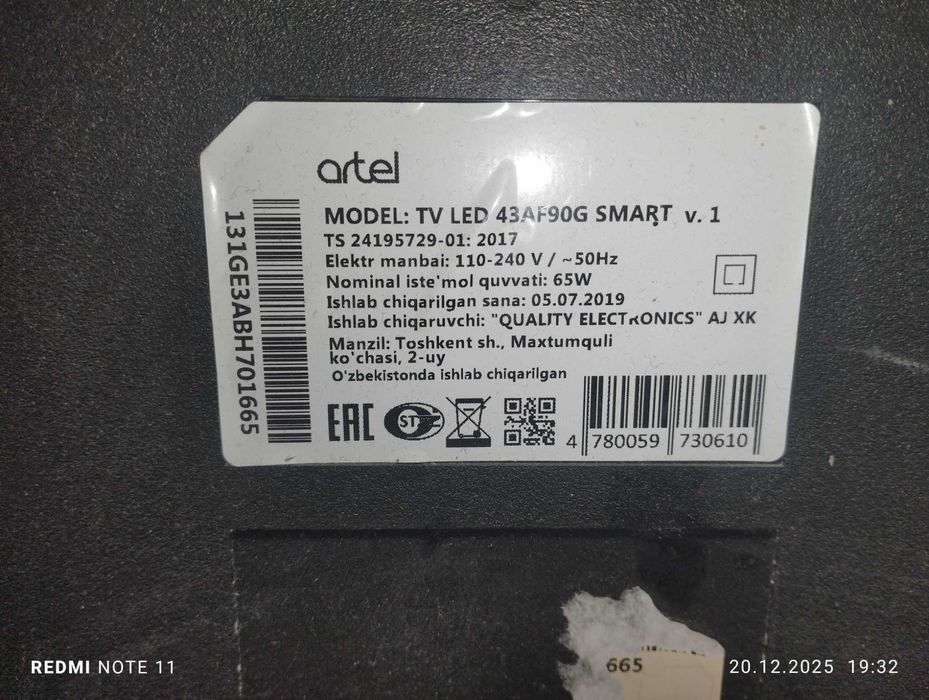 artel
MODEL: TV LED 43AF90G SMART v. 1
TS 24195729-01: 2017
Elektr manbai: 110-240 V / ~50Hz
Nominal iste'mol quvvati: 65W
Ishlab chiqarilgan sana: 05.07.2019
Ishlab chiqaruvchi: "QUALITY ELECTRONICS" AJ XK
Manzil: Toshkent sh., Maxtumquli
ko'chasi, 2-uy
O'zbekistonda ishlab chiqarilgan
131GE3ABH701665
EAC
ST
4 780059 730610
665
REDMI NOTE 11
20.12.2025 19:32